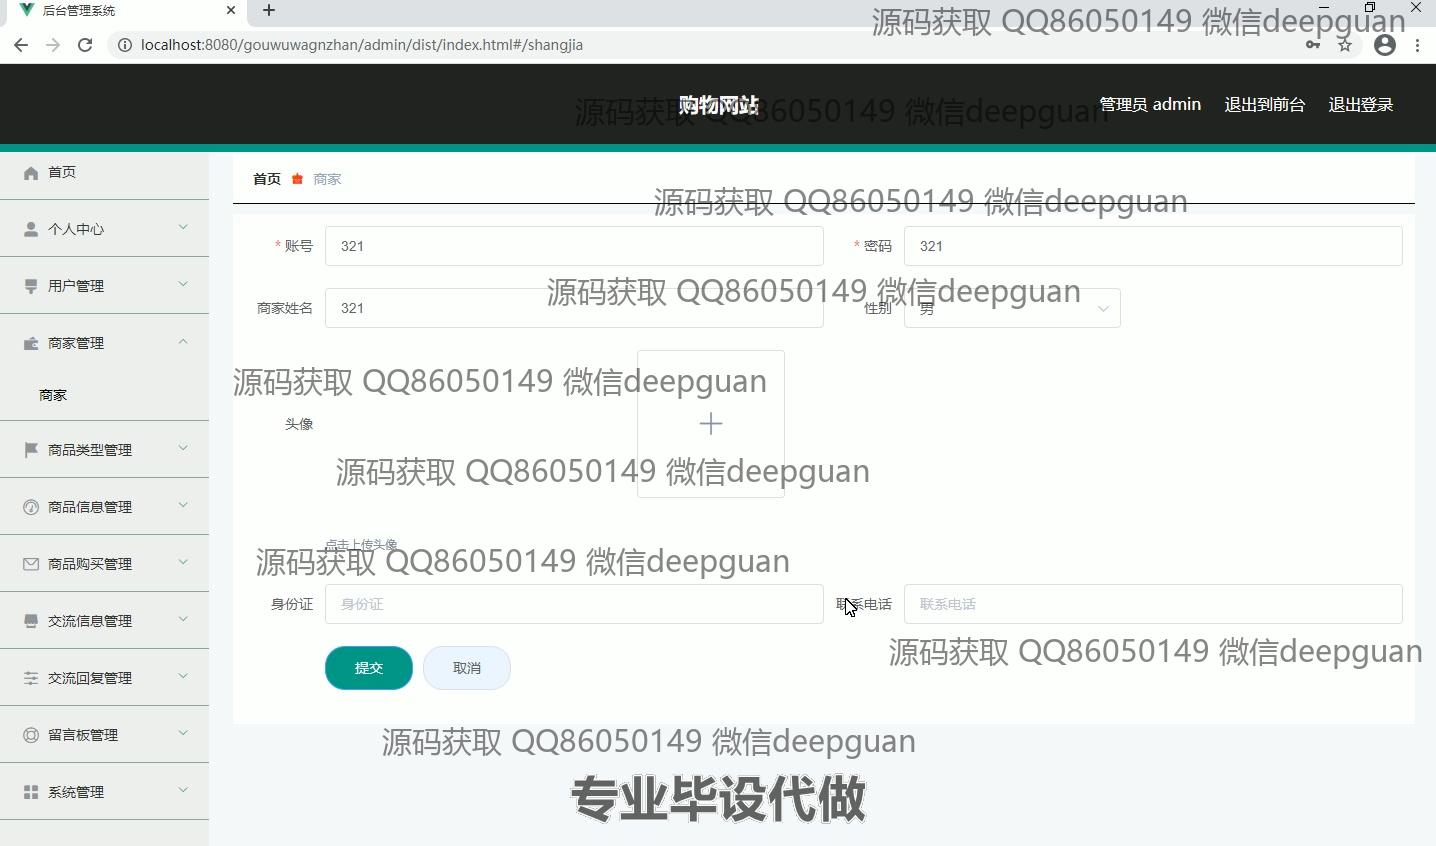 后台管理系统
localhost:8080/gouwuwagnzhan/admin/dist/index.html#/shangjia
源码获取 QQ86050149 微信deepguan
购物网站
源码获取 QQ86050149 微信deepguan
管理员 admin 退出到前台 退出登录
首页
个人中心
用户管理
商家管理
商家
商品类型管理
商品信息管理
商品购买管理
交流信息管理
交流回复管理
留言板管理
系统管理
首页 商家
源码获取 QQ86050149 微信deepguan
* 账号 321 * 密码 321
源码获取 QQ86050149 微信deepguan
商家姓名 321 性别 男
源码获取 QQ86050149 微信deepguan
头像
源码获取 QQ86050149 微信deepguan
点击上传头像
源码获取 QQ86050149 微信deepguan
身份证 身份证 联系电话 联系电话
源码获取 QQ86050149 微信deepguan
提交 取消
源码获取 QQ86050149 微信deepguan
专业毕设代做